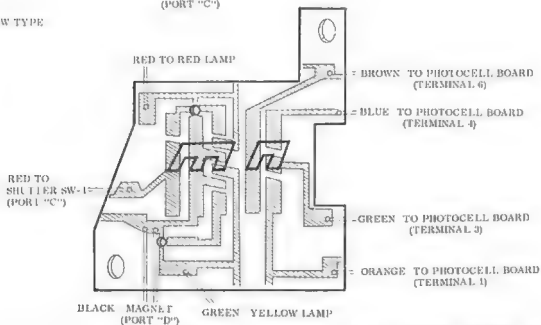 (PORT "C")
W TYPE
RED TO RED LAMP
BROWN TO PHOTOCELL BOARD
(TERMINAL 6)
BLUE TO PHOTOCELL BOARD
(TERMINAL 4)
RED TO
SHUTTER SW-1
(PORT "C")
GREEN TO PHOTOCELL BOARD
(TERMINAL 3)
ORANGE TO PHOTOCELL BOARD
(TERMINAL 1)
BLACK MAGNET
(PORT "D")
GREEN YELLOW LAMP